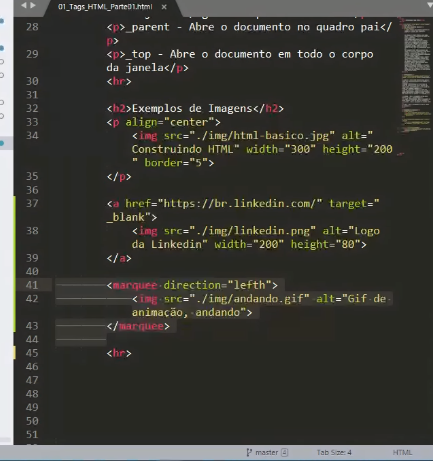 01_Tags_HTML_Parte01.html ×
28 <p>_parent - Abre o documento no quadro pai</
p>
29 <p>_top - Abre o documento em todo o corpo
da janela</p>
30 <hr>
31
32 <h2>Exemplos de Imagens</h2>
33 <p align="center">
34 <img src="./img/html-basico.jpg" alt="
Construindo HTML" width="300" height="200
" border="5">
35 </p>
36
37 <a href="https://br.linkedin.com/" target="
_blank">
38 <img src="./img/linkedin.png" alt="Logo
da Linkedin" width="200" height="80">
39 </a>
40
41 <marquee direction="lefth">
42 <img src="./img/andando.gif" alt="Gif de
animação, andando">
43 </marquee>
44
45 <hr>
46
47
48
49
50
51
master 4 Tab Size: 4 HTML